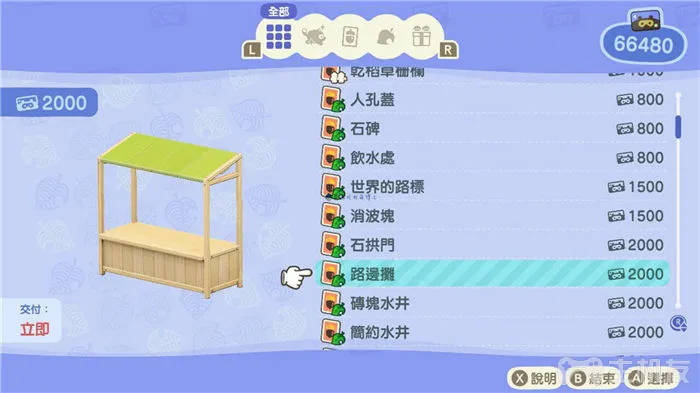 全部
L
R
66480
2000
乾稻草柵欄
人孔蓋 800
石碑 800
飲水處 800
世界的路標 1500
消波塊 1500
石拱門 2000
路邊攤 2000
磚塊水井 2000
簡約水井 2000
交付：
立即
R
X 說明 B 結束 A 選擇
主机友